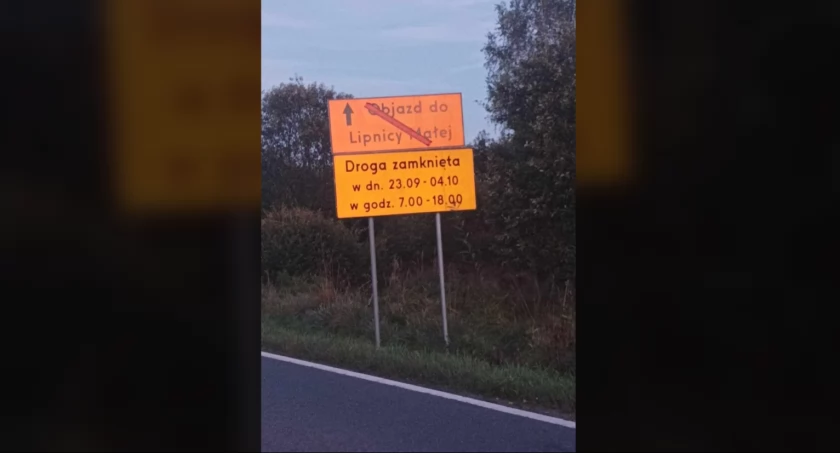 Objazd do
Lipnicy Małej
Droga zamknięta
w dn. 23.09 - 04.10
w godz. 7.00 - 18.00